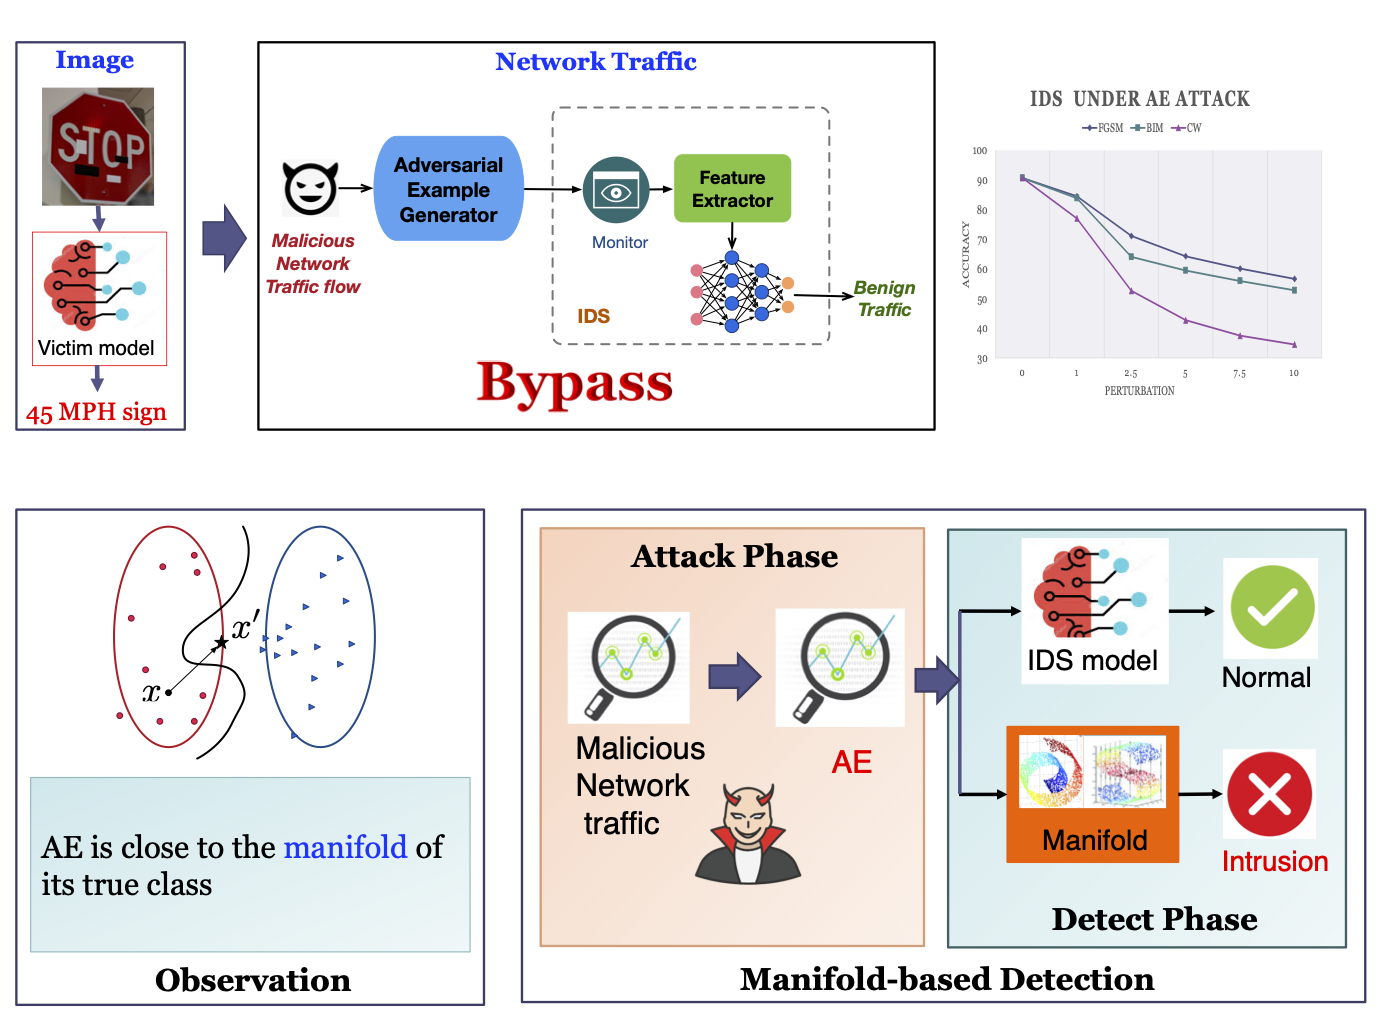 Image
STOP
Victim model
45 MPH sign
Network Traffic
Malicious
Network
Traffic flow
Adversarial
Example
Generator
Monitor
Feature
Extractor
IDS
Benign
Traffic
Bypass
IDS UNDER AE ATTACK
FGSM BIM CW
ACCURACY
100
90
80
70
60
50
40
30
0 1 2.5 5 7.5 10
PERTURBATION
x'
x
AE is close to the manifold of
its true class
Observation
Attack Phase
Malicious
Network
traffic
AE
IDS model
Normal
Manifold
Intrusion
Detect Phase
Manifold-based Detection